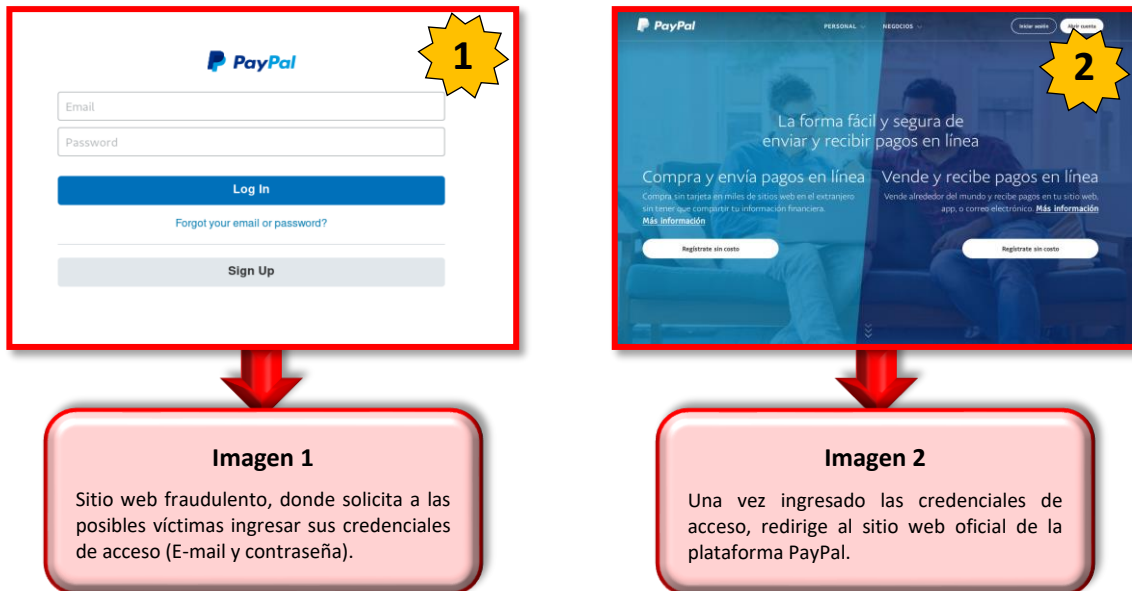 PayPal
1
Email
Password
Log In
Forgot your email or password?
Sign Up
Imagen 1
Sitio web fraudulento, donde solicita a las
posibles víctimas ingresar sus credenciales
de acceso (E-mail y contraseña).
PayPal
PERSONAL
NEGOCIOS
Iniciar sesión
Abrir cuenta
2
La forma fácil y segura de
enviar y recibir pagos en línea
Compra y envía pagos en línea
Compra sin tarjeta en miles de sitios web en el extranjero
sin tener que compartir tu información financiera.
Más información
Regístrate sin costo
Vende y recibe pagos en línea
Vende alrededor del mundo y recibe pagos en tu sitio web,
app, o correo electrónico. Más información
Regístrate sin costo
Imagen 2
Una vez ingresado las credenciales de
acceso, redirige al sitio web oficial de la
plataforma PayPal.